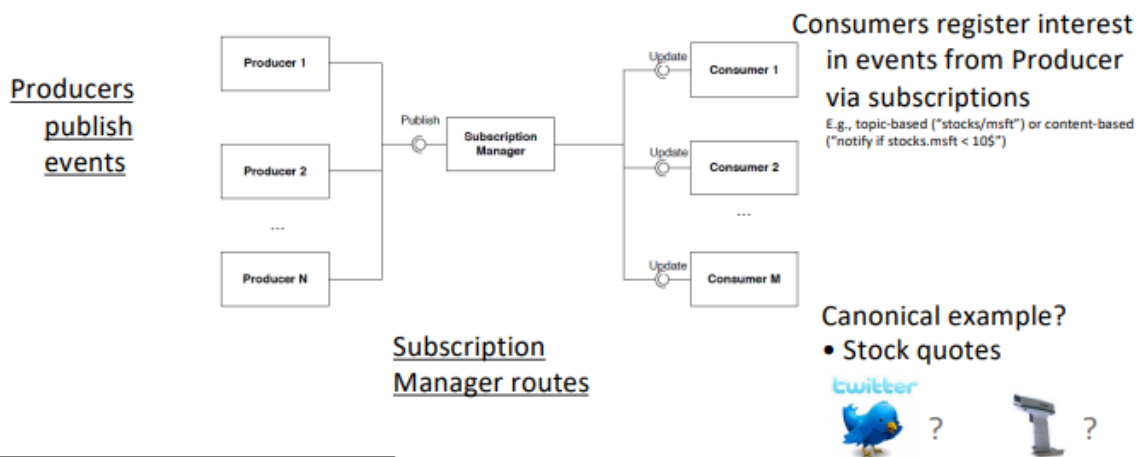 Producers
publish
events
Producer 1
Producer 2
...
Producer N
Publish
Subscription
Manager
Update
Consumer 1
Update
Consumer 2
...
Update
Consumer M
Consumers register interest
in events from Producer
via subscriptions
E.g., topic-based ("stocks/msft") or content-based
("notify if stocks.msft < 10$")
Subscription
Manager routes
Canonical example?
• Stock quotes
twitter
?
?